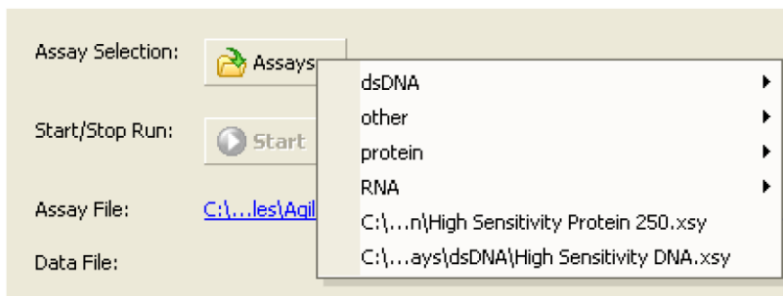 Assay Selection:
Assays
dsDNA
other
protein
RNA
C:\...n\High Sensitivity Protein 250.xsy
C:\...ays\dsDNA\High Sensitivity DNA.xsy
Start/Stop Run:
Start
Assay File:
C:\...les\Agil
Data File: